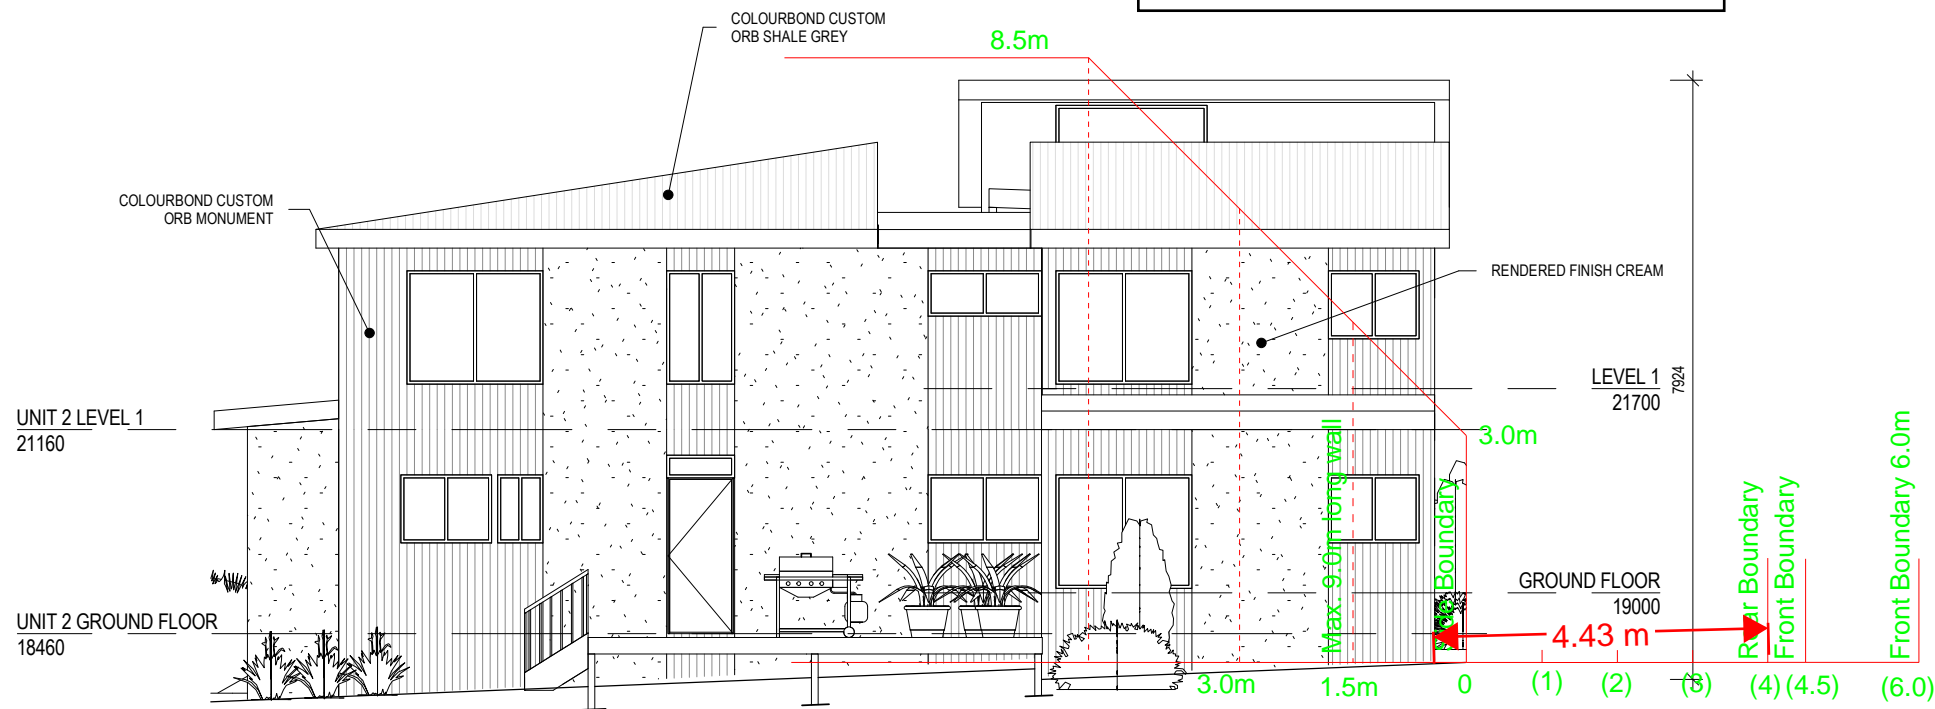 COLOURBOND CUSTOM
ORB SHALE GREY
8.5m
COLOURBOND CUSTOM
ORB MONUMENT
RENDERED FINISH CREAM
LEVEL 1
21700
7924
UNIT 2 LEVEL 1
21160
3.0m
Max. 9.0m long wall
Boundary
Rear Boundary
Front Boundary
Front Boundary 6.0m
GROUND FLOOR
19000
UNIT 2 GROUND FLOOR
18460
4.43 m
3.0m
1.5m
0
(1)
(2)
(3)
(4)
(4.5)
(6.0)